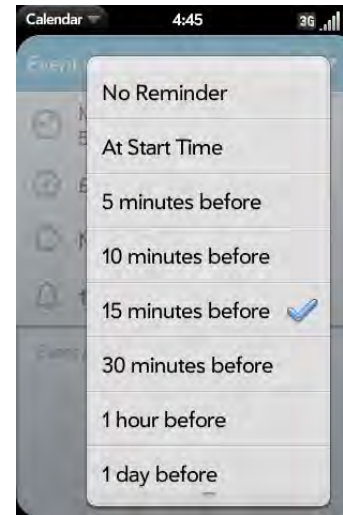 Calendar 4:45 3G
Event
No Reminder
At Start Time
5 minutes before
10 minutes before
15 minutes before
30 minutes before
1 hour before
1 day before